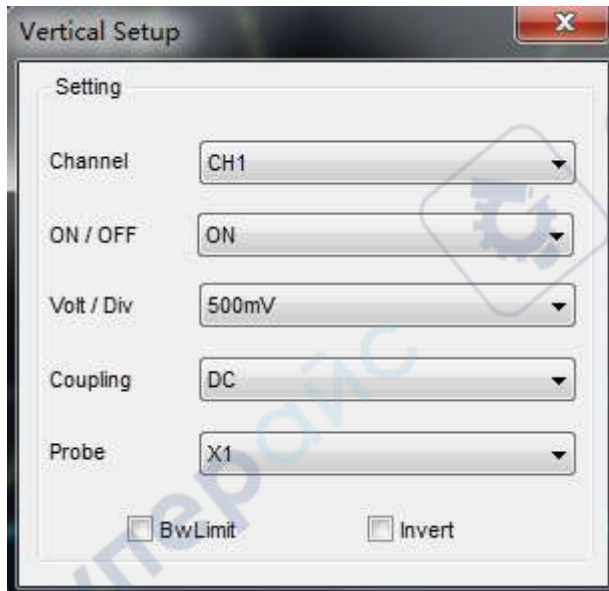 Vertical Setup
Setting
Channel CH1
ON / OFF ON
Volt / Div 500mV
Coupling DC
Probe X1
BwLimit Invert